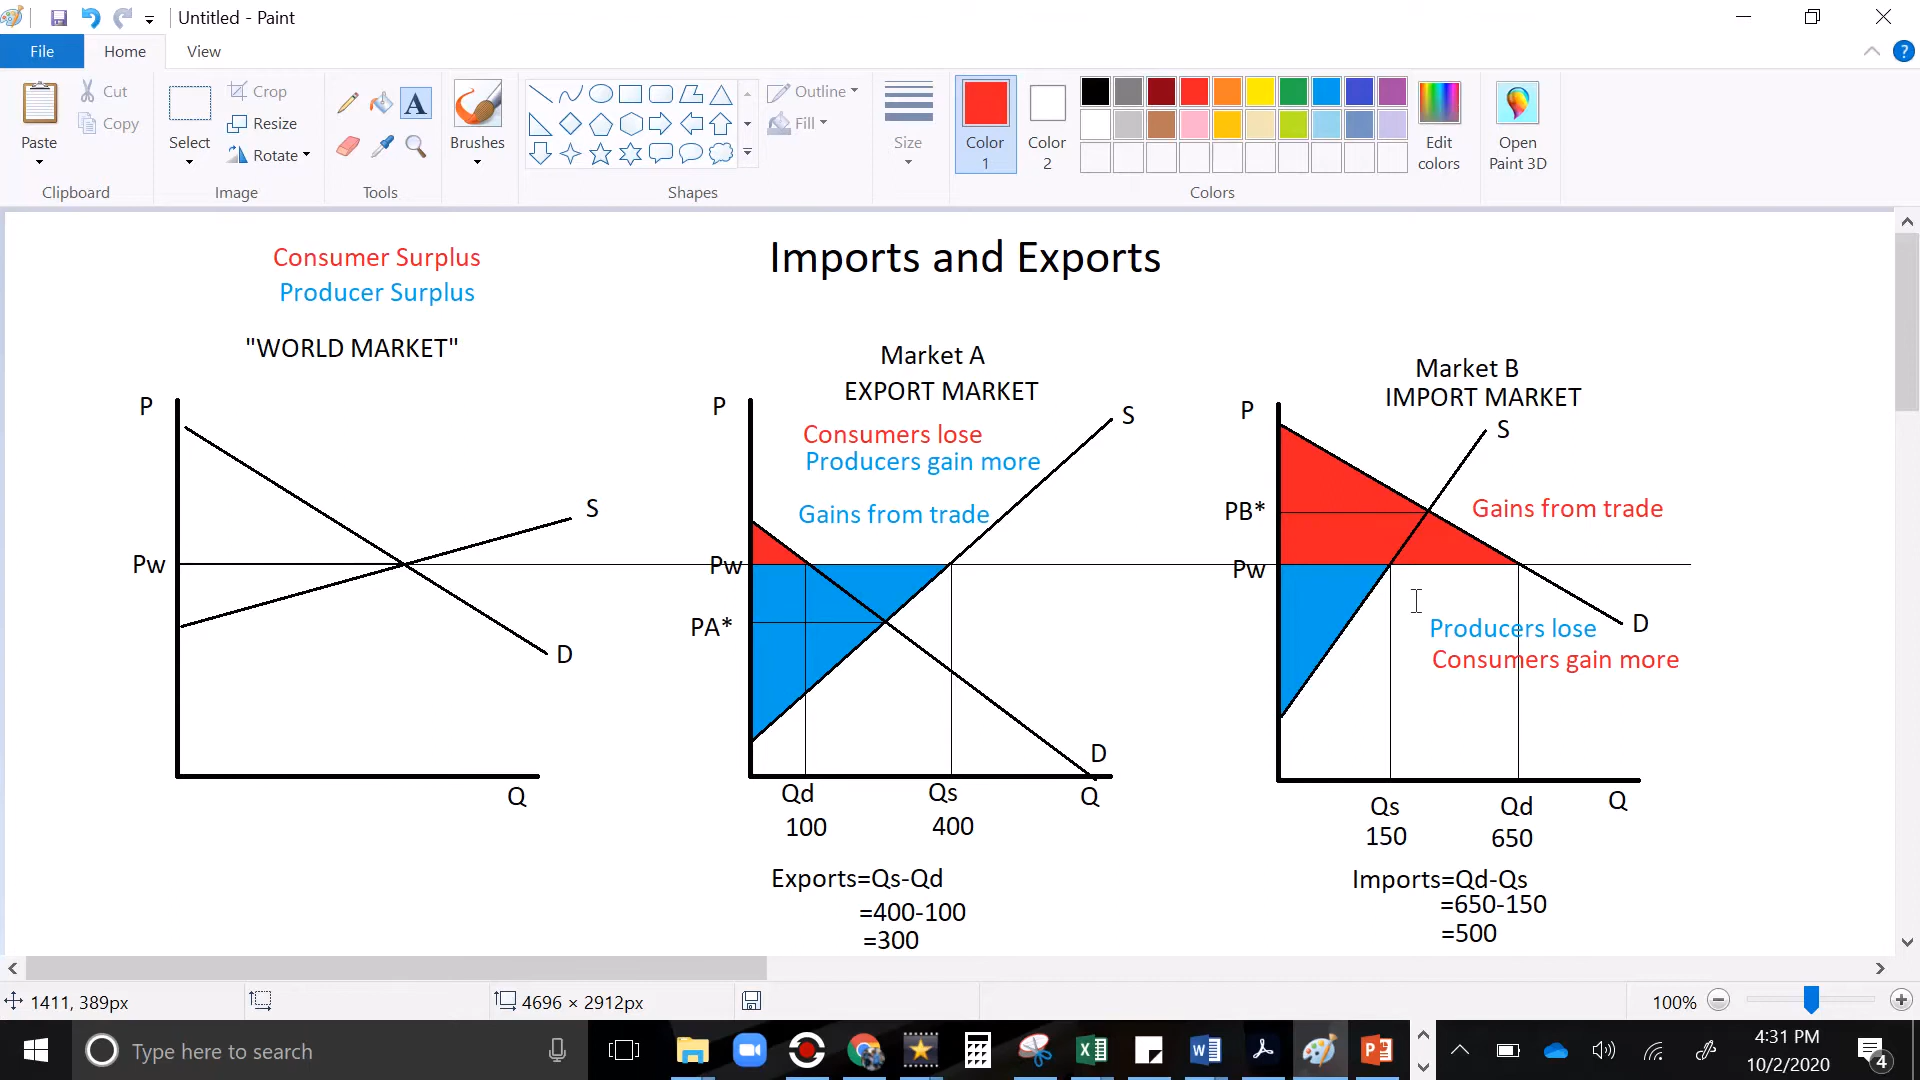 Untitled - Paint
File
Home
View
Paste
Cut
Copy
Clipboard
Select
Crop
Resize
Rotate
Image
A
Tools
Brushes
Shapes
Outline
Fill
Size
Color 1
Color 2
Colors
Edit colors
Open Paint 3D
?
Consumer Surplus
Producer Surplus
Imports and Exports
"WORLD MARKET"
P
S
Pw
D
Q
Market A
EXPORT MARKET
P
S
Consumers lose
Producers gain more
Gains from trade
Pw
PA*
D
Qd
Qs
Q
100
400
Exports=Qs-Qd
=400-100
=300
Market B
IMPORT MARKET
P
S
PB*
Gains from trade
Pw
Producers lose
D
Consumers gain more
Qs
Qd
Q
150
650
Imports=Qd-Qs
=650-150
=500
1411, 389px
4696 × 2912px
100%
Type here to search
4:31 PM
10/2/2020
4